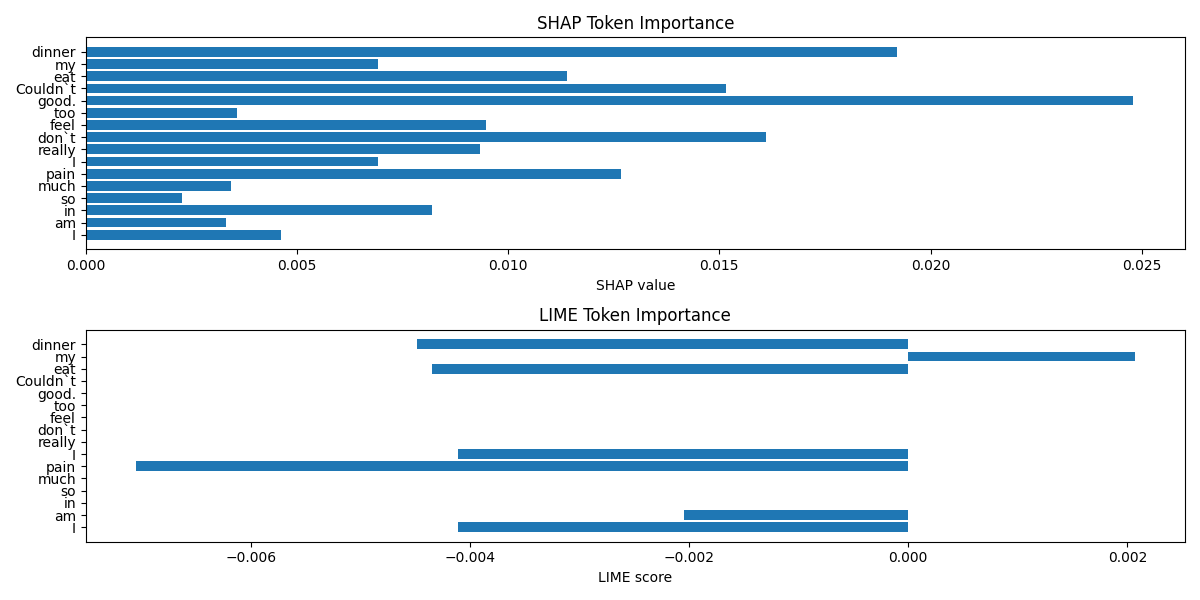 SHAP Token Importance
dinner
my
eat
Couldn`t
good.
too
feel
don`t
really
I
pain
much
so
in
am
I
0.000 0.005 0.010 0.015 0.020 0.025
SHAP value
LIME Token Importance
dinner
my
eat
Couldn`t
good.
too
feel
don`t
really
I
pain
much
so
in
am
I
−0.006 −0.004 −0.002 0.000 0.002
LIME score